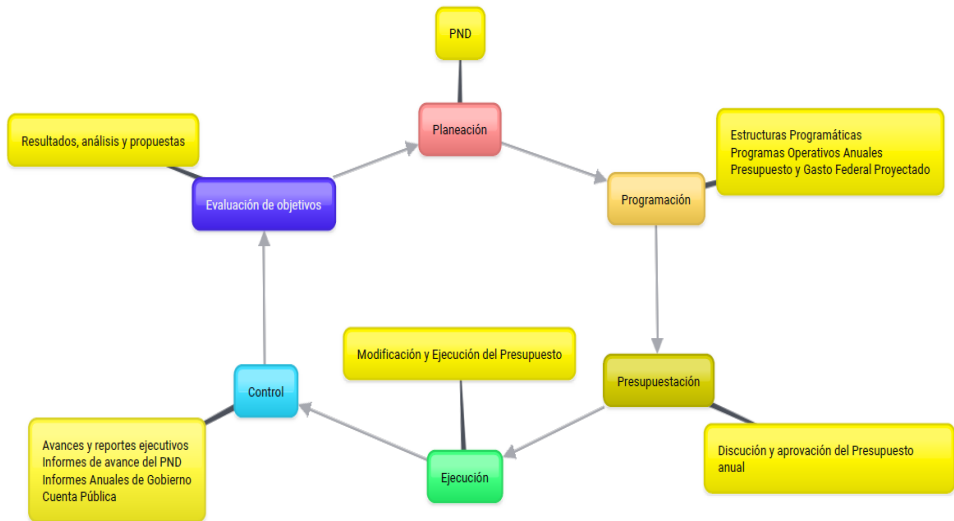 PND
Planeación
Estructuras Programáticas
Programas Operativos Anuales
Presupuesto y Gasto Federal Proyectado
Programación
Resultados, análisis y propuestas
Evaluación de objetivos
Modificación y Ejecución del Presupuesto
Presupuestación
Control
Discución y aprovación del Presupuesto
anual
Avances y reportes ejecutivos
Informes de avance del PND
Informes Anuales de Gobierno
Cuenta Pública
Ejecución